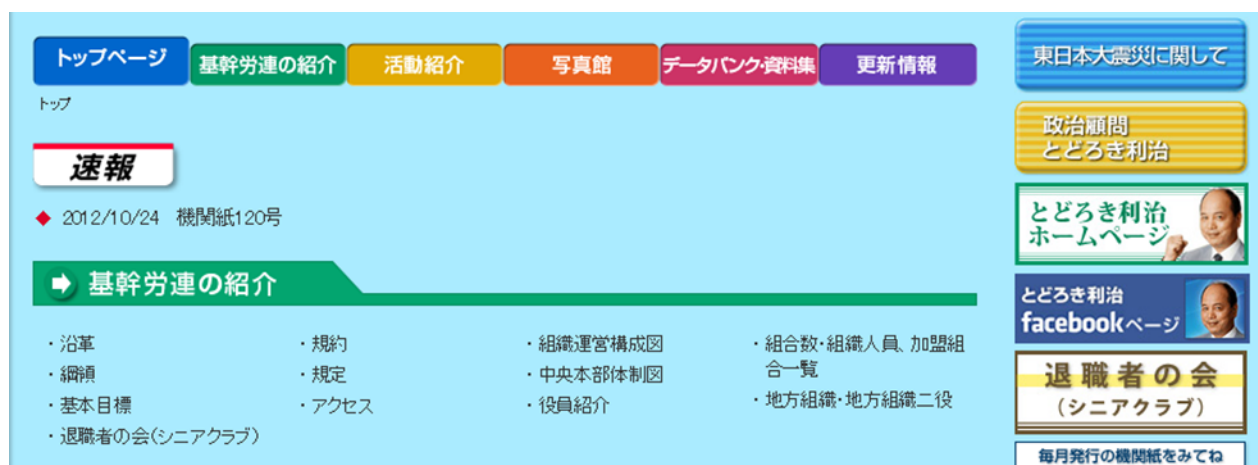 トップページ
基幹労連の紹介
活動紹介
写真館
データバンク・資料集
更新情報
トップ
速報
◆ 2012/10/24 機関紙120号
基幹労連の紹介
・沿革
・綱領
・基本目標
・退職者の会(シニアクラブ)
・規約
・規定
・アクセス
・組織運営構成図
・中央本部体制図
・役員紹介
・組合数・組織人員、加盟組
合一覧
・地方組織・地方組織二役
東日本大震災に関して
政治顧問
とどろき利治
とどろき利治
ホームページ
とどろき利治
facebookページ
退職者の会
(シニアクラブ)
毎月発行の機関紙をみてね